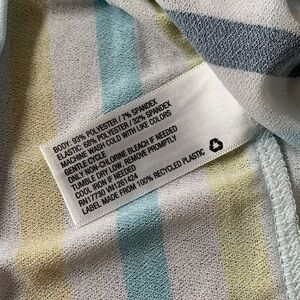 BODY: 93% POLYESTER / 7% SPANDEX
ELASTIC: 68% POLYESTER / 32% SPANDEX
MACHINE WASH COLD WITH LIKE COLORS
GENTLE CYCLE
ONLY NON-CHLORINE BLEACH IF NEEDED
TUMBLE DRY LOW, REMOVE PROMPTLY
COOL IRON IF NEEDED
RN17730 VN1251424
LABEL MADE FROM 100% RECYCLED PLASTIC